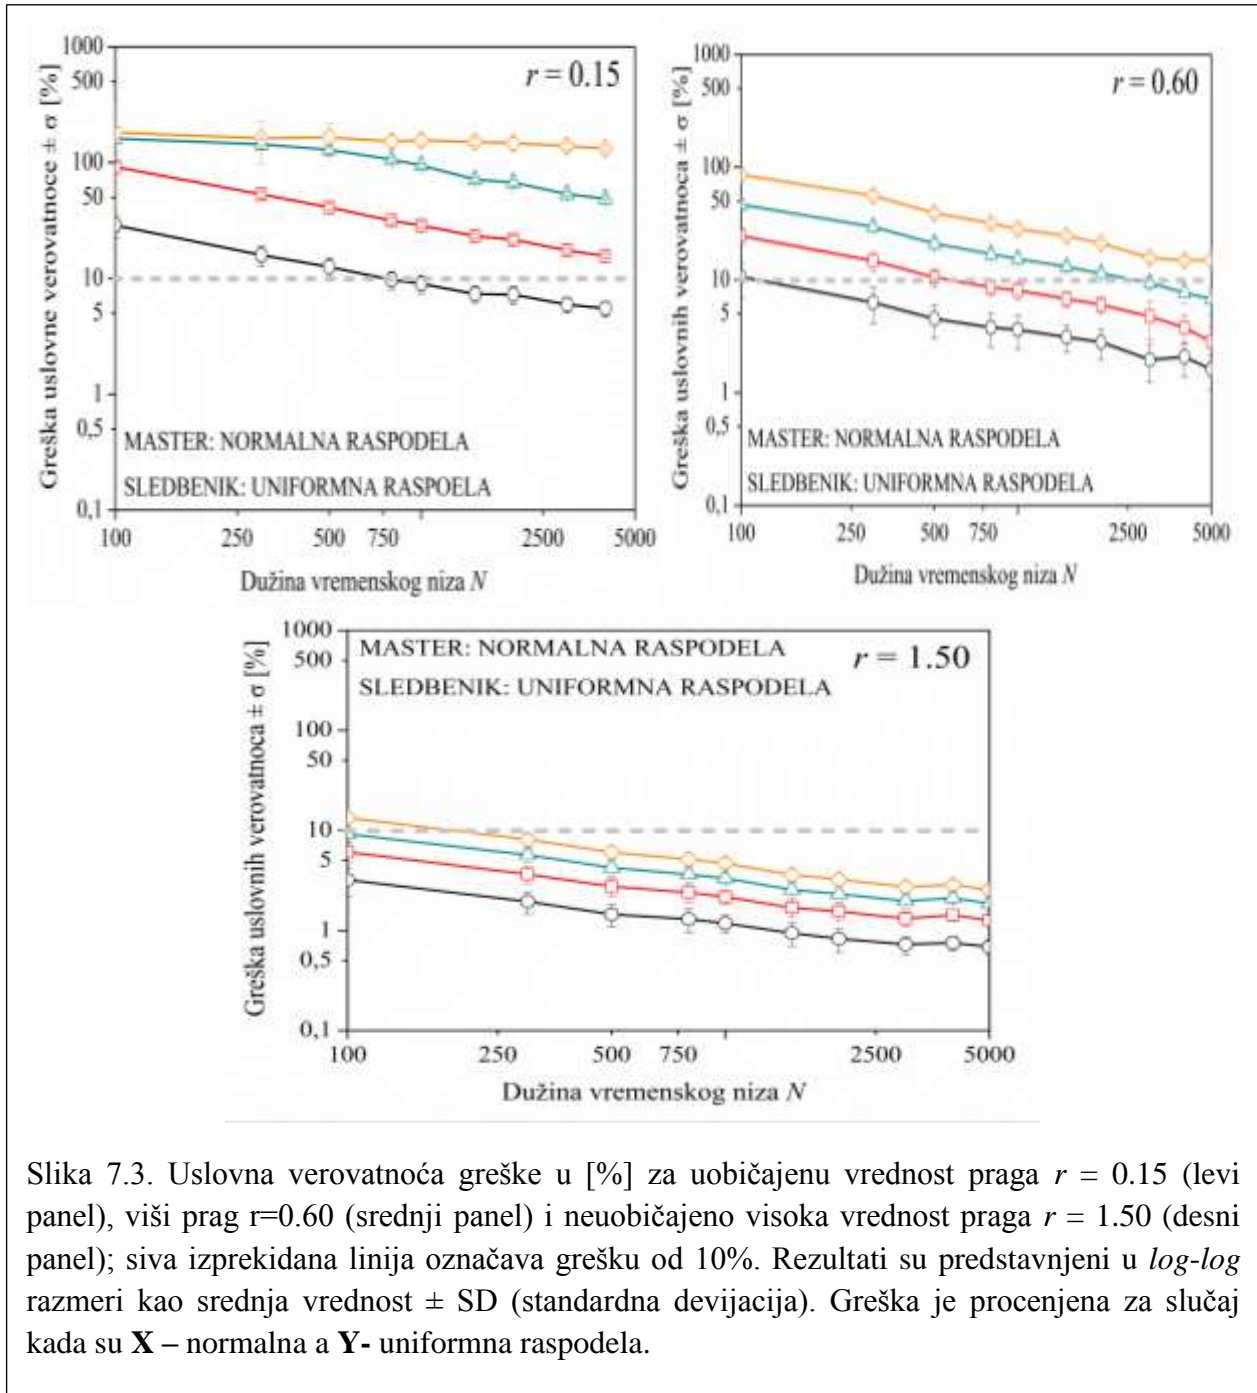 Greška uslovne verovatnoce ± σ [%]
1000
500
100
50
10
5
1
0,5
0,1
r = 0.15
MASTER: NORMALNA RASPODELA
SLEDBENIK: UNIFORMNA RASPOELA
100 250 500 750 2500 5000
Dužina vremenskog niza N
Greška uslovnih verovatnoca ± σ [%]
1000
500
100
50
10
5
1
0.5
0.1
r = 0.60
MASTER: NORMALNA RASPODELA
SLEDBENIK: UNIFORMNA RASPODELA
100 250 500 750 2500 5000
Dužina vremenskog niza N
Greška uslovnih verovatnoca ± σ [%]
1000
500
100
50
10
5
1
0,5
0,1
MASTER: NORMALNA RASPODELA
r = 1.50
SLEDBENIK: UNIFORMNA RASPODELA
100 250 500 750 2500 5000
Dužina vremenskog niza N
Slika 7.3. Uslovna verovatnoća greške u [%] za uobičajenu vrednost praga r = 0.15 (levi
panel), viši prag r=0.60 (srednji panel) i neuobičajeno visoka vrednost praga r = 1.50 (desni
panel); siva izprekidana linija označava grešku od 10%. Rezultati su predstavnjeni u log-log
razmeri kao srednja vrednost ± SD (standardna devijacija). Greška je procenjena za slučaj
kada su X – normalna a Y- uniformna raspodela.